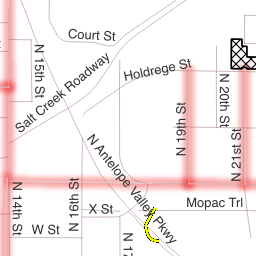 Court St
N 15th St
Salt Creek Roadway
Holdrege St
N 20th St
N 19th St
N 21st St
N Antelope Valley Pkwy
N 14th St
N 16th St
X St
Mopac Trl
W St